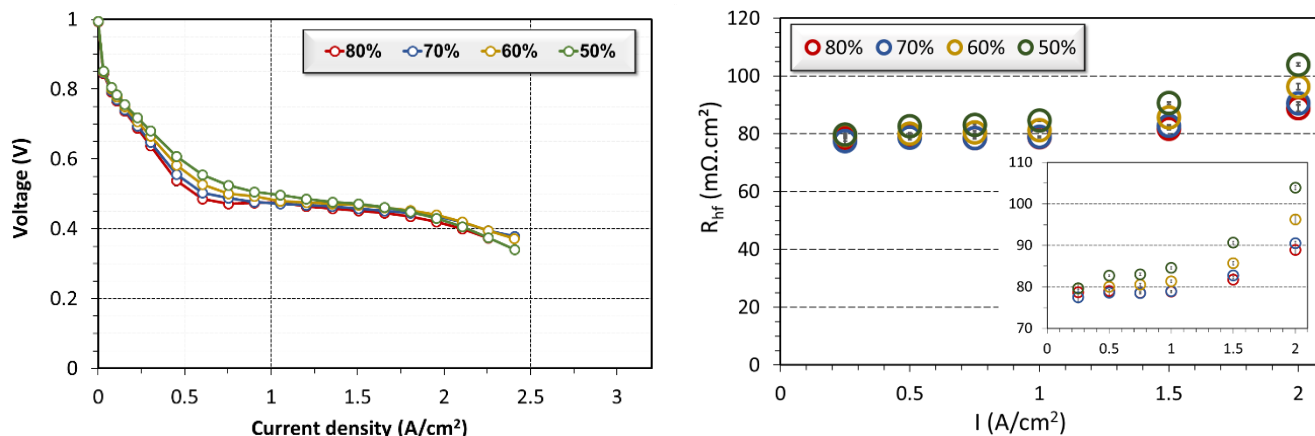 1
0.8
0.6
0.4
0.2
0
Voltage (V)
80% 70% 60% 50%
0 0.5 1 1.5 2 2.5 3
Current density (A/cm²)
120
100
80
60
40
20
0
R_hf (mΩ.cm²)
80% 70% 60% 50%
110
100
90
80
70
0 0.5 1 1.5 2
0 0.5 1 1.5 2
I (A/cm²)